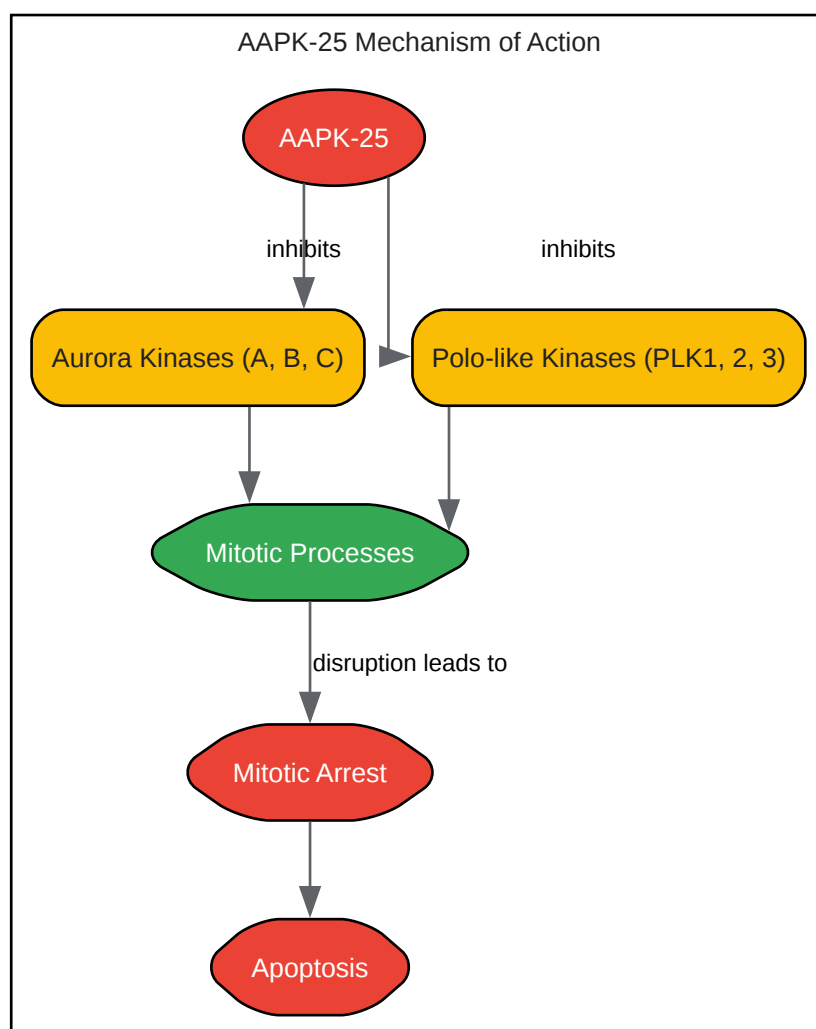 AAPK-25 Mechanism of Action
AAPK-25
inhibits
inhibits
Aurora Kinases (A, B, C)
Polo-like Kinases (PLK1, 2, 3)
Mitotic Processes
disruption leads to
Mitotic Arrest
Apoptosis